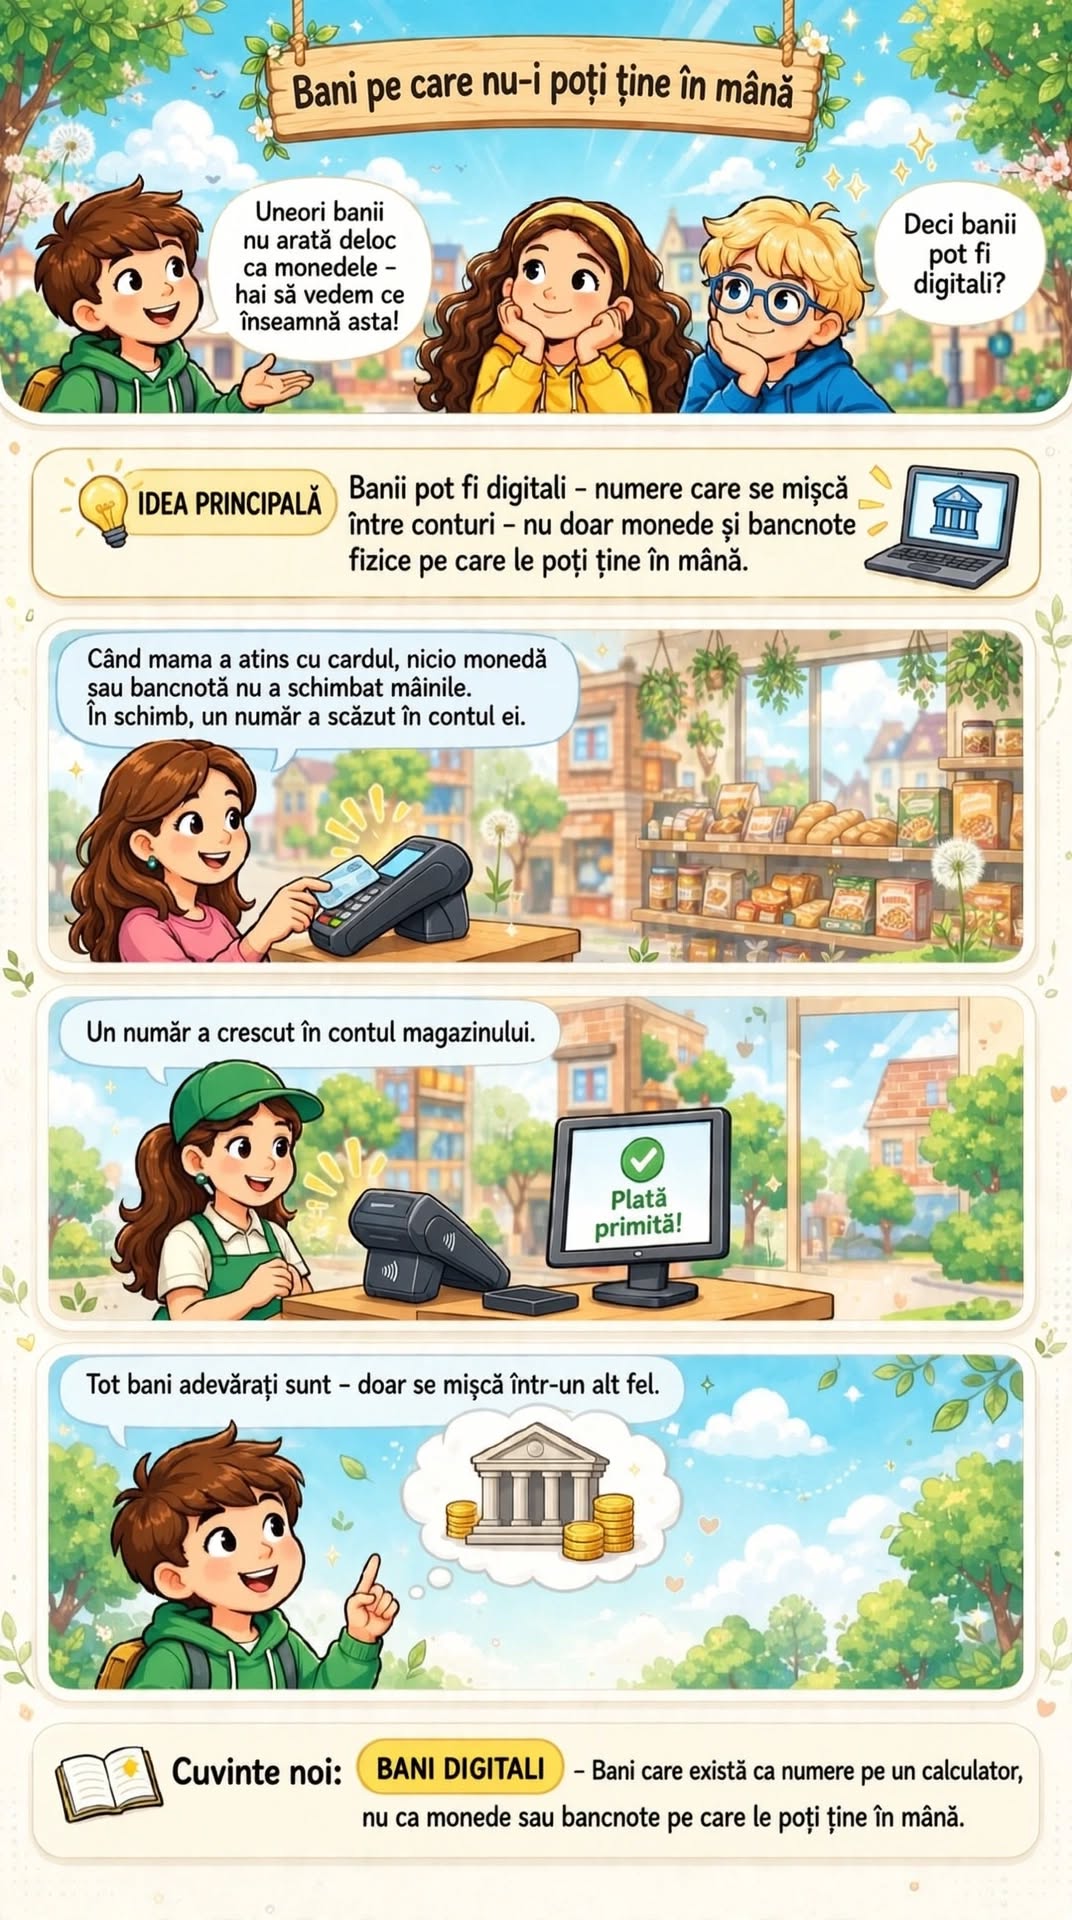 Bani pe care nu-i poți ține în mână
Uneori banii
nu arată deloc
ca monedele –
hai să vedem ce
înseamnă asta!
Deci banii
pot fi
digitali?
IDEA PRINCIPALĂ
Banii pot fi digitali – numere care se mișcă
între conturi – nu doar monede și bancnote
fizice pe care le poți ține în mână.
Când mama a atins cu cardul, nicio monedă
sau bancnotă nu a schimbat mâinile.
În schimb, un număr a scăzut în contul ei.
Un număr a crescut în contul magazinului.
Plată
primită!
Tot bani adevărați sunt – doar se mișcă într-un alt fel.
Cuvinte noi: BANI DIGITALI – Bani care există ca numere pe un calculator,
nu ca monede sau bancnote pe care le poți ține în mână.